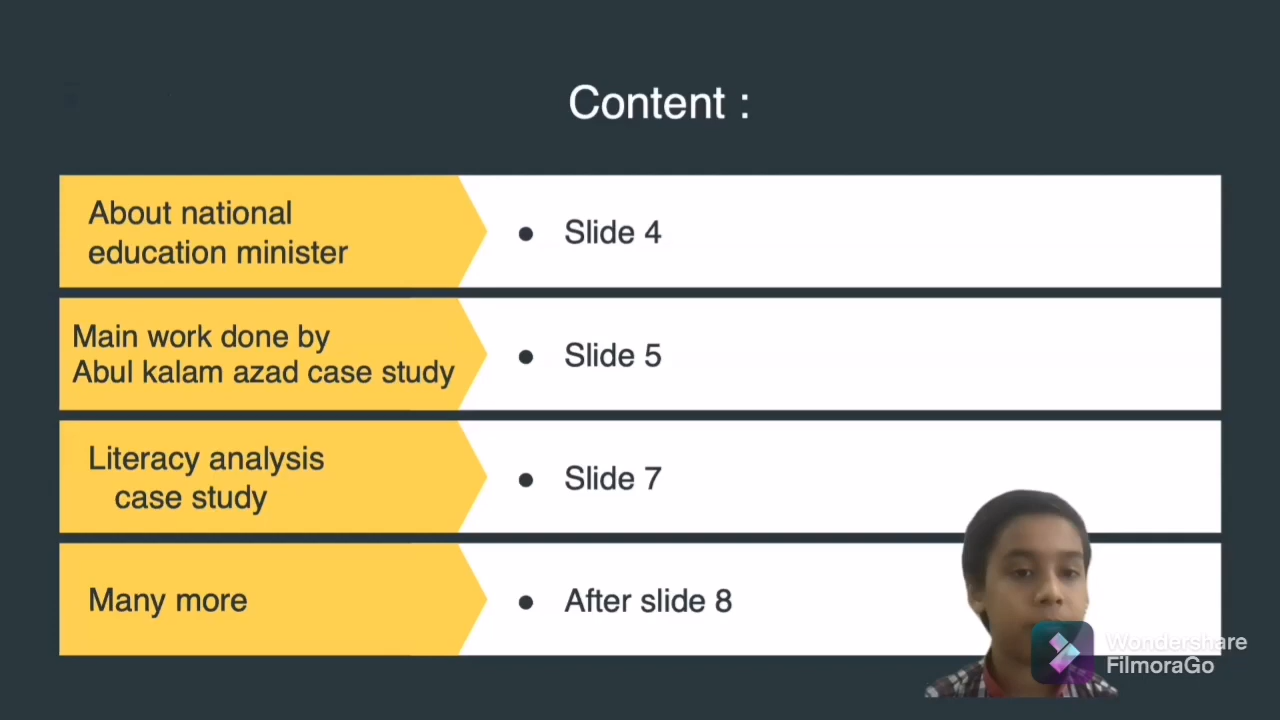 Content :
About national
education minister
• Slide 4
Main work done by
Abul kalam azad case study
• Slide 5
Literacy analysis
case study
• Slide 7
Many more
• After slide 8
Wondershare
FilmoraGo